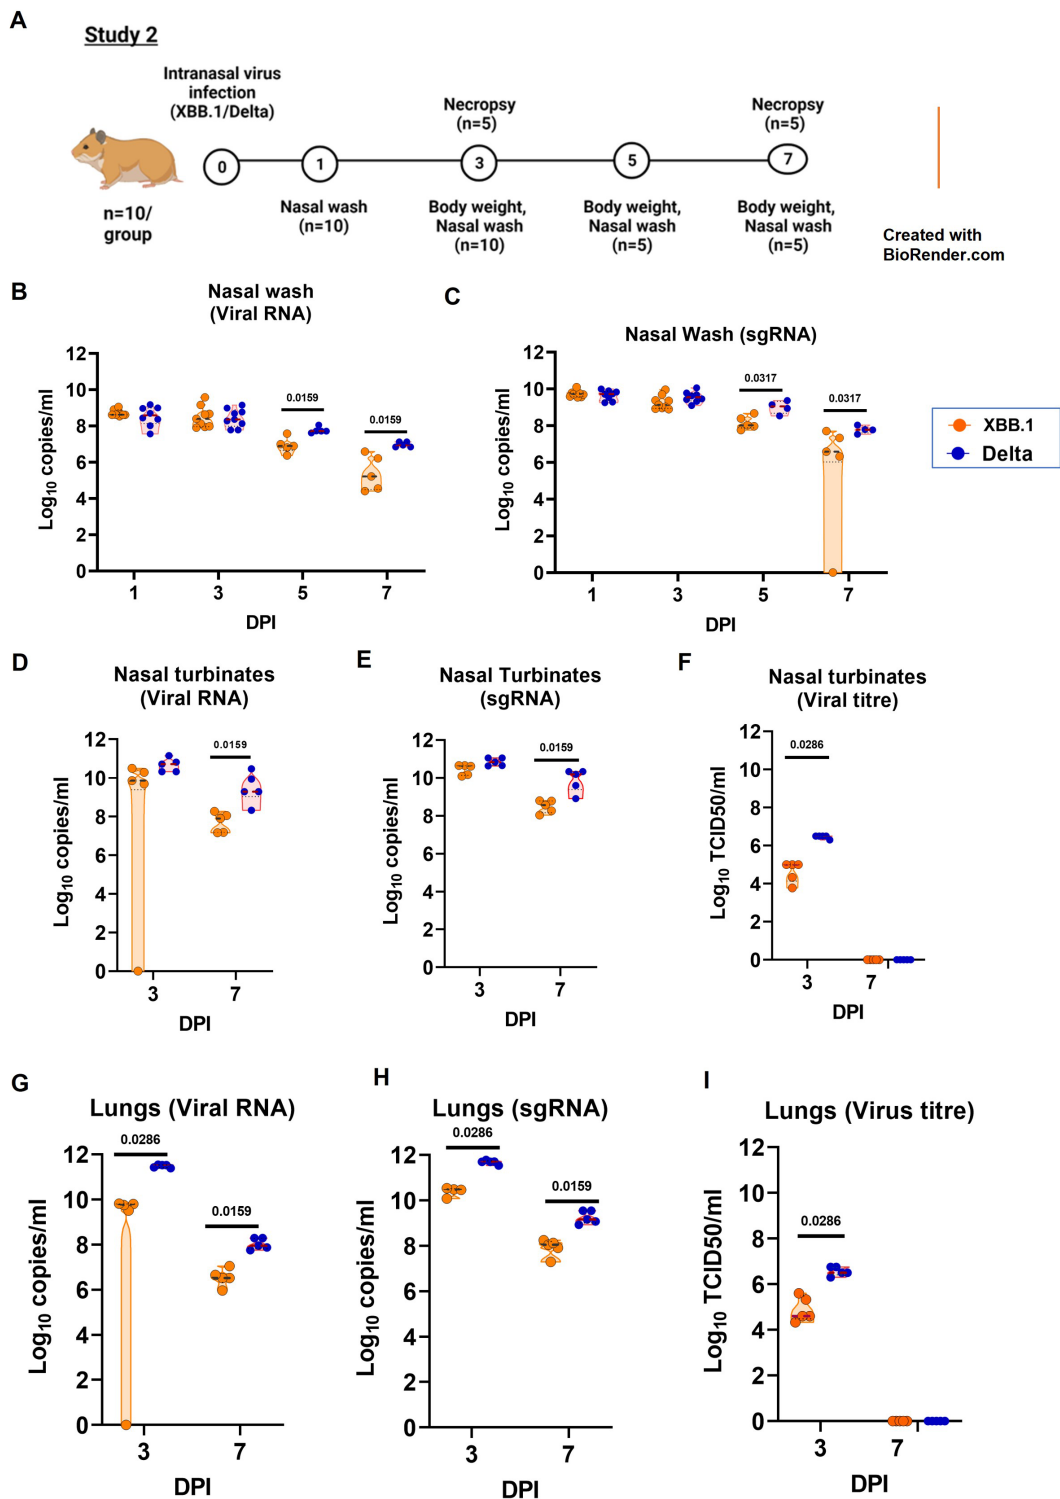 A
Study 2
Intranasal virus
infection
(XBB.1/Delta)
Necropsy
(n=5)
Necropsy
(n=5)
0
1
3
5
7
n=10/
group
Nasal wash
(n=10)
Body weight,
Nasal wash
(n=10)
Body weight,
Nasal wash
(n=5)
Body weight,
Nasal wash
(n=5)
Created with
BioRender.com
B
Nasal wash
(Viral RNA)
Log10 copies/ml
12
10
8
6
4
2
0
0.0159
0.0159
1
3
5
7
DPI
C
Nasal Wash (sgRNA)
Log10 copies/ml
12
10
8
6
4
2
0
0.0317
0.0317
1
3
5
7
DPI
XBB.1
Delta
D
Nasal turbinates
(Viral RNA)
Log10 copies/ml
12
10
8
6
4
2
0
0.0159
3
7
DPI
E
Nasal Turbinates
(sgRNA)
Log10 copies/ml
12
10
8
6
4
2
0
0.0159
3
7
DPI
F
Nasal turbinates
(Viral titre)
Log10 TCID50/ml
12
10
8
6
4
2
0
0.0286
3
7
DPI
G
Lungs (Viral RNA)
Log10 copies/ml
12
10
8
6
4
2
0
0.0286
0.0159
3
7
DPI
H
Lungs (sgRNA)
Log10 copies/ml
12
10
8
6
4
2
0
0.0286
0.0159
3
7
DPI
I
Lungs (Virus titre)
Log10 TCID50/ml
12
10
8
6
4
2
0
0.0286
3
7
DPI